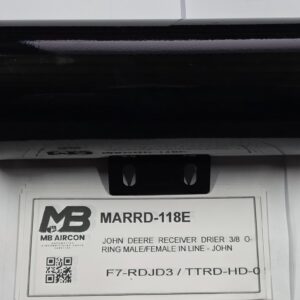 MB
MB AIRCON
MARRD-118E
JOHN DEERE RECEIVER DRIER 3/8 O-
RING MALE/FEMALE IN LINE - JOHN
F7-RDJD3 / TTRD-HD-01